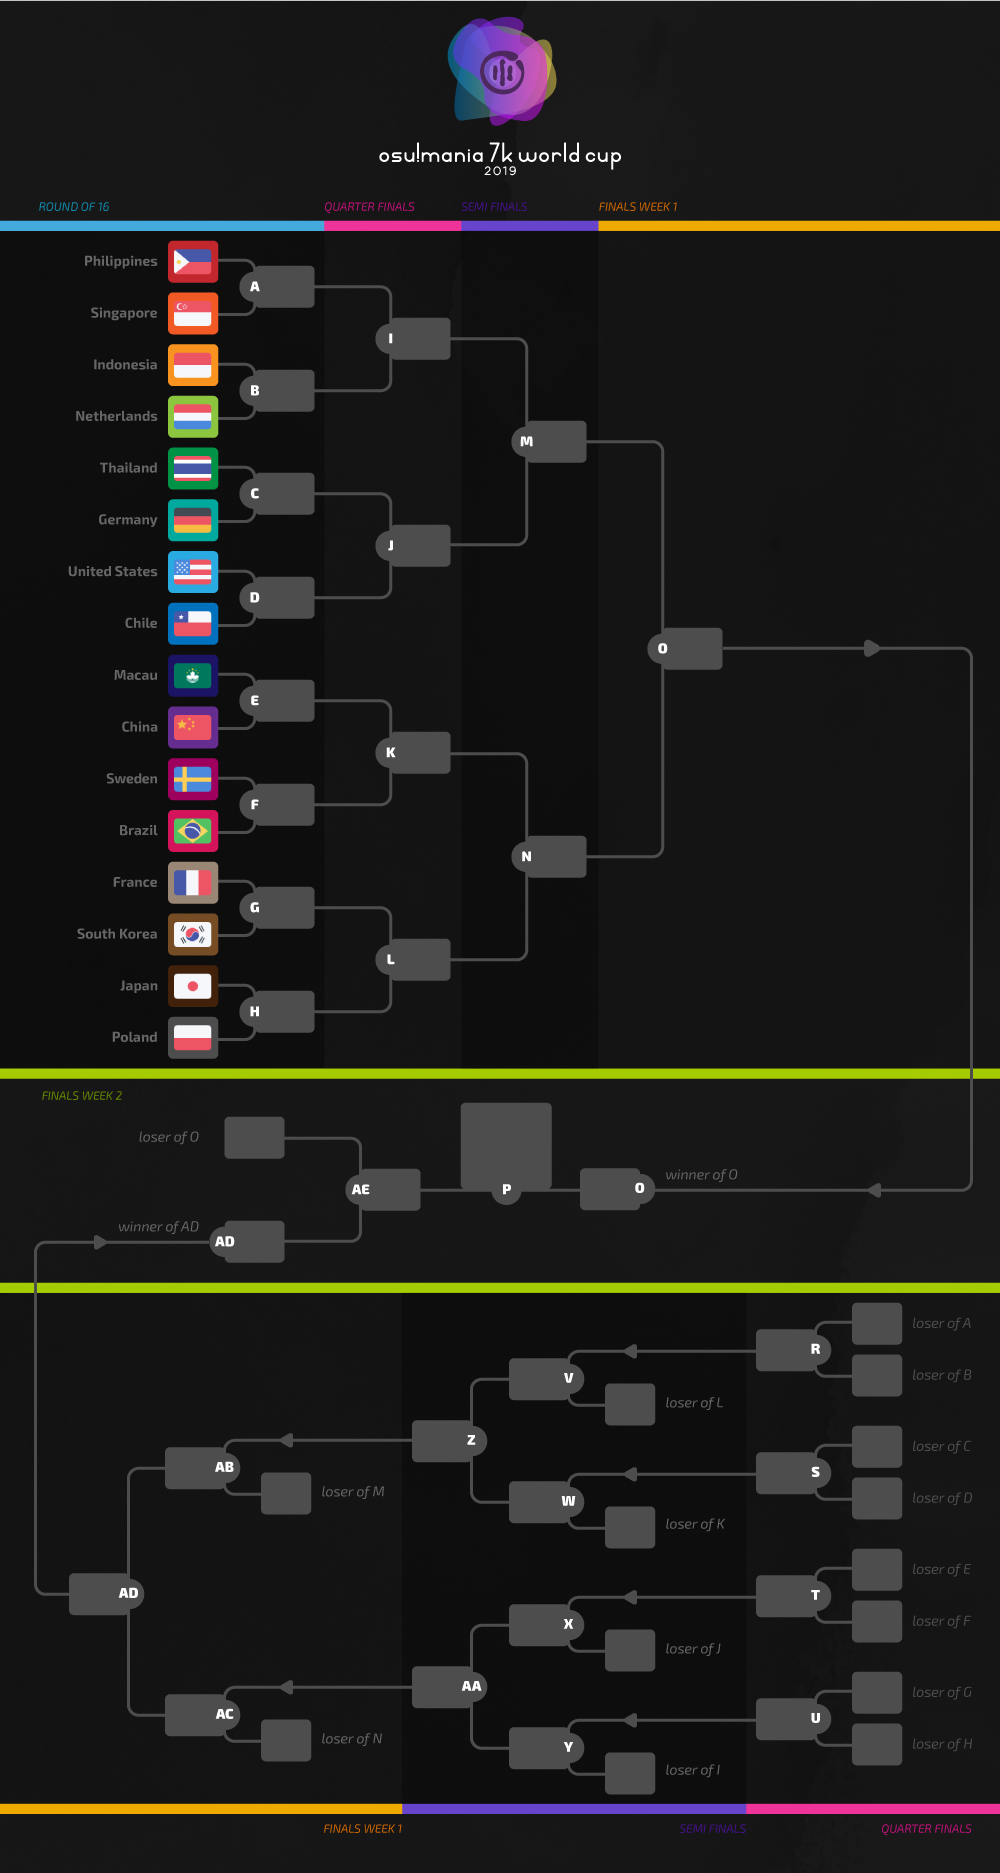 osu!mania 7k world cup
2019
ROUND OF 16
QUARTER FINALS
SEMI FINALS
FINALS WEEK 1
Philippines
A
Singapore
I
Indonesia
B
Netherlands
M
Thailand
C
Germany
J
United States
D
Chile
O
Macau
E
China
K
Sweden
F
Brazil
N
France
G
South Korea
L
Japan
H
Poland
FINALS WEEK 2
loser of O
AE
P
O
winner of O
winner of AD
AD
loser of A
R
loser of B
V
loser of L
Z
loser of C
S
loser of D
W
loser of K
AB
loser of M
AD
loser of E
T
loser of F
X
loser of J
AA
loser of G
U
loser of H
Y
loser of I
AC
loser of N
FINALS WEEK 1
SEMI FINALS
QUARTER FINALS